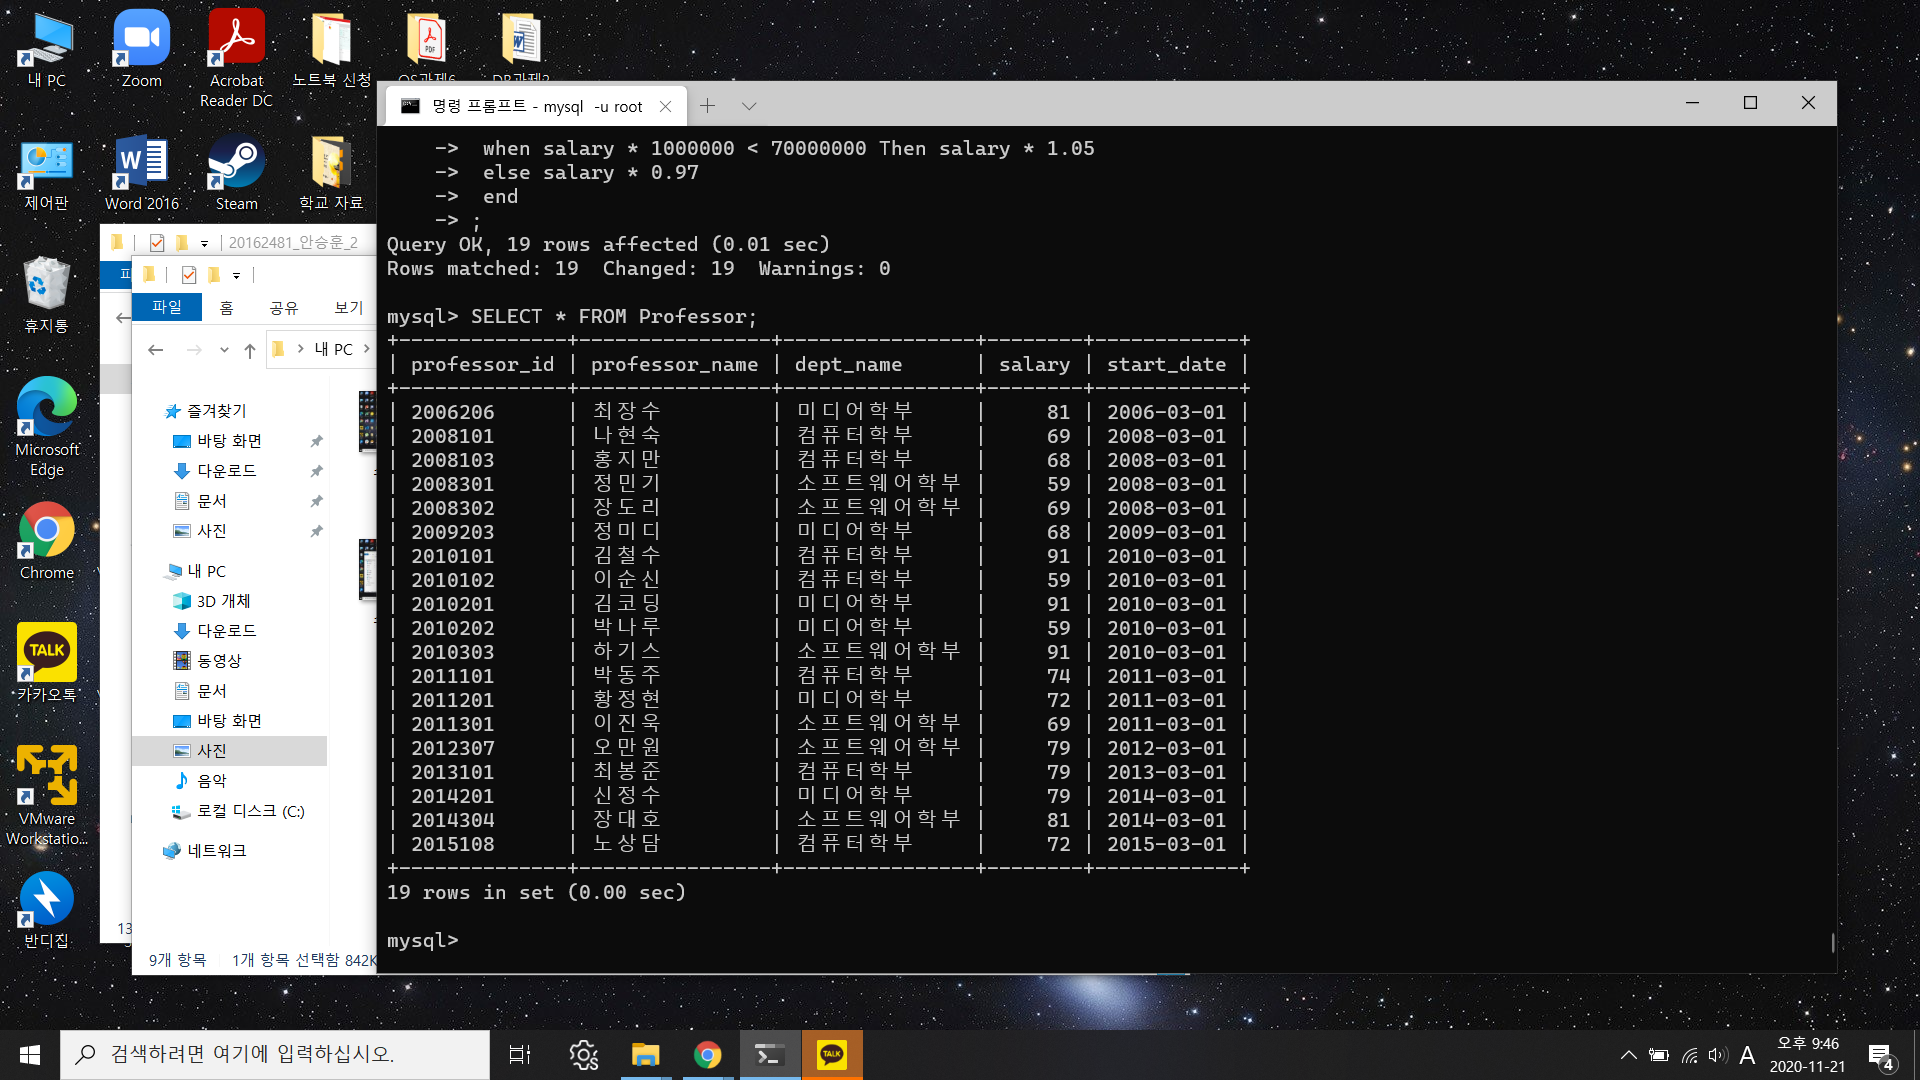 내 PC
Zoom
Acrobat Reader DC
노트북 신청
제어판
Word 2016
Steam
학교 자료
휴지통
Microsoft Edge
Chrome
TALK
카카오톡
VMware Workstatio...
반디집
20162481_안승훈_2
파일 홈 공유 보기
내 PC
즐겨찾기
바탕 화면
다운로드
문서
사진
내 PC
3D 개체
다운로드
동영상
문서
바탕 화면
사진
음악
로컬 디스크 (C:)
네트워크
9개 항목 1개 항목 선택함 842K
명령 프롬프트 - mysql  -u root
    ->  when salary * 1000000 < 70000000 Then salary * 1.05
    ->  else salary * 0.97
    ->  end
    -> ;
Query OK, 19 rows affected (0.01 sec)
Rows matched: 19  Changed: 19  Warnings: 0
mysql> SELECT * FROM Professor;
+--------------+----------------+----------------+--------+------------+
| professor_id | professor_name | dept_name      | salary | start_date |
+--------------+----------------+----------------+--------+------------+
| 2006206      | 최장수         | 미디어학부     |     81 | 2006-03-01 |
| 2008101      | 나현숙         | 컴퓨터학부     |     69 | 2008-03-01 |
| 2008103      | 홍지만         | 컴퓨터학부     |     68 | 2008-03-01 |
| 2008301      | 정민기         | 소프트웨어학부 |     59 | 2008-03-01 |
| 2008302      | 장도리         | 소프트웨어학부 |     69 | 2008-03-01 |
| 2009203      | 정미디         | 미디어학부     |     68 | 2009-03-01 |
| 2010101      | 김철수         | 컴퓨터학부     |     91 | 2010-03-01 |
| 2010102      | 이순신         | 컴퓨터학부     |     59 | 2010-03-01 |
| 2010201      | 김코딩         | 미디어학부     |     91 | 2010-03-01 |
| 2010202      | 박나루         | 미디어학부     |     59 | 2010-03-01 |
| 2010303      | 하기스         | 소프트웨어학부 |     91 | 2010-03-01 |
| 2011101      | 박동주         | 컴퓨터학부     |     74 | 2011-03-01 |
| 2011201      | 황정현         | 미디어학부     |     72 | 2011-03-01 |
| 2011301      | 이진욱         | 소프트웨어학부 |     69 | 2011-03-01 |
| 2012307      | 오만원         | 소프트웨어학부 |     79 | 2012-03-01 |
| 2013101      | 최봉준         | 컴퓨터학부     |     79 | 2013-03-01 |
| 2014201      | 신정수         | 미디어학부     |     79 | 2014-03-01 |
| 2014304      | 장대호         | 소프트웨어학부 |     81 | 2014-03-01 |
| 2015108      | 노상담         | 컴퓨터학부     |     72 | 2015-03-01 |
+--------------+----------------+----------------+--------+------------+
19 rows in set (0.00 sec)
mysql>
검색하려면 여기에 입력하십시오.
TALK
A
오후 9:46
2020-11-21
4